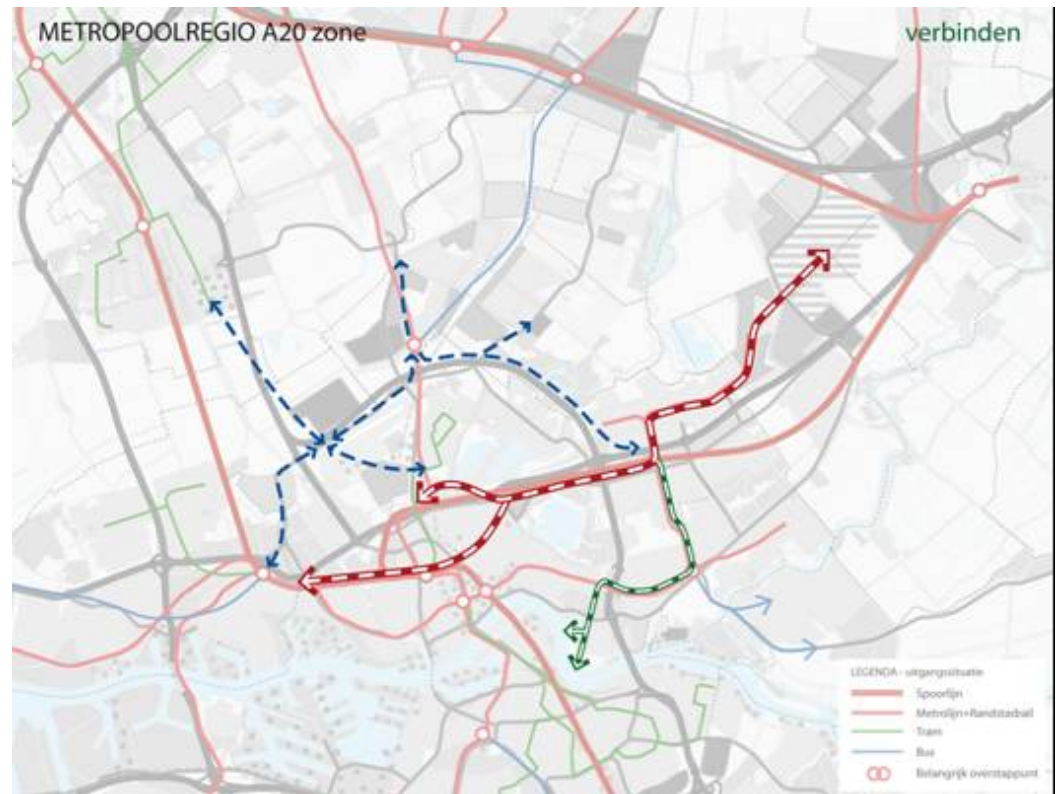 METROPOOLREGIO A20 zone
verbinden
LEGENDA - uitgangssituatie
Spoorlijn
Metrolijn+Randstadrail
Tram
Bus
Belangrijk overstappunt